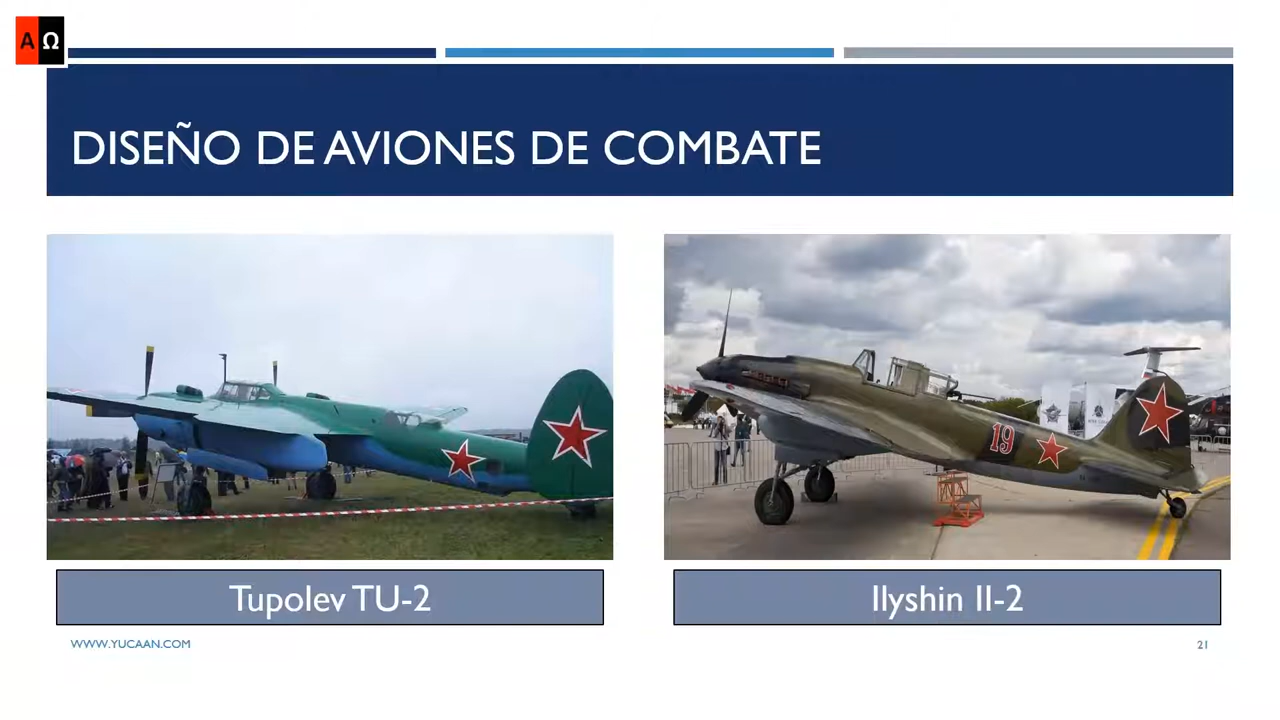 AΩ
DISEÑO DE AVIONES DE COMBATE
19
Tupolev TU-2
Ilyshin Il-2
WWW.YUCAAN.COM
21